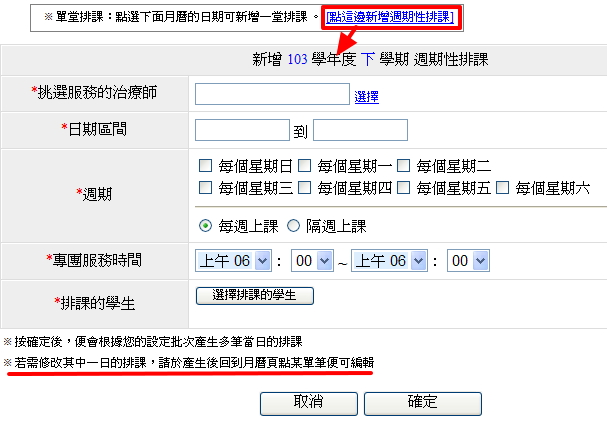 ※ 單堂排課：點選下面月曆的日期可新增一堂排課 。 [點這邊新增週期性排課]
新增 103 學年度 下 學期 週期性排課
*挑選服務的治療師 選擇
*日期區間 到
*週期
每個星期日 每個星期一 每個星期二
每個星期三 每個星期四 每個星期五 每個星期六
每週上課 隔週上課
*專團服務時間 上午 06 : 00 ~ 上午 06 : 00
*排課的學生 選擇排課的學生
※ 按確定後，便會根據您的設定批次產生多筆當日的排課
※ 若需修改其中一日的排課，請於產生後回到月曆頁點某單筆便可編輯
取消 確定